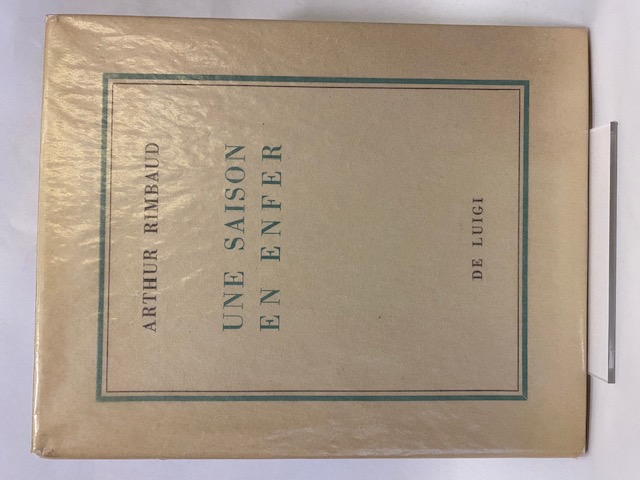 ARTHUR RIMBAUD
UNE SAISON
EN ENFER
DE LUIGI